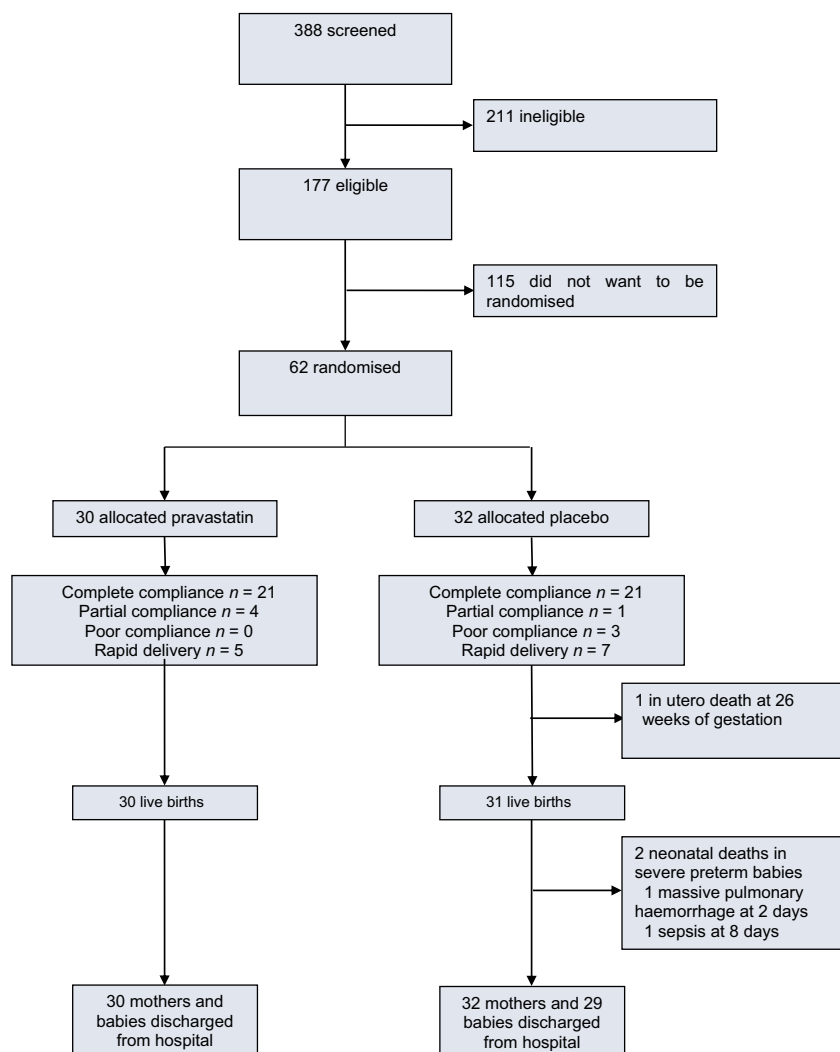 388 screened
211 ineligible
177 eligible
115 did not want to be
randomised
62 randomised
30 allocated pravastatin
32 allocated placebo
Complete compliance n = 21
Partial compliance n = 4
Poor compliance n = 0
Rapid delivery n = 5
Complete compliance n = 21
Partial compliance n = 1
Poor compliance n = 3
Rapid delivery n = 7
1 in utero death at 26
weeks of gestation
30 live births
31 live births
2 neonatal deaths in
severe preterm babies
1 massive pulmonary
haemorrhage at 2 days
1 sepsis at 8 days
30 mothers and
babies discharged
from hospital
32 mothers and 29
babies discharged
from hospital